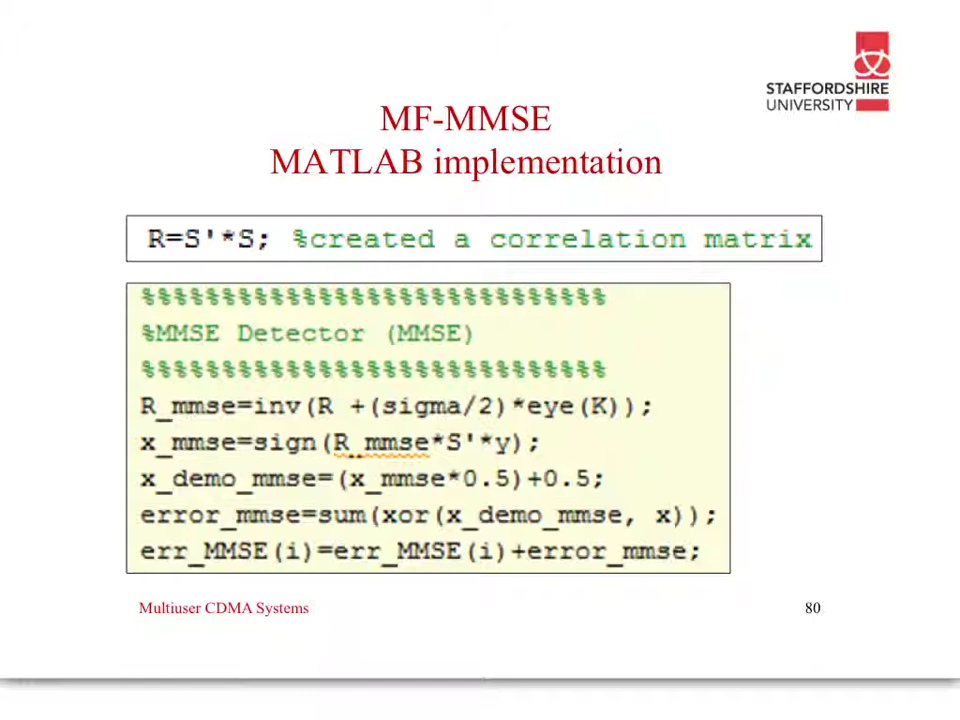 STAFFORDSHIRE
UNIVERSITY
MF-MMSE
MATLAB implementation
R=S'*S; %created a correlation matrix
%%%%%%%%%%%%%%%%%%%%%%%%%%%%%
%MMSE Detector (MMSE)
%%%%%%%%%%%%%%%%%%%%%%%%%%%%%
R_mmse=inv(R +(sigma/2)*eye(K));
x_mmse=sign(R_mmse*S'*y);
x_demo_mmse=(x_mmse*0.5)+0.5;
error_mmse=sum(xor(x_demo_mmse, x));
err_MMSE(i)=err_MMSE(i)+error_mmse;
Multiuser CDMA Systems
80